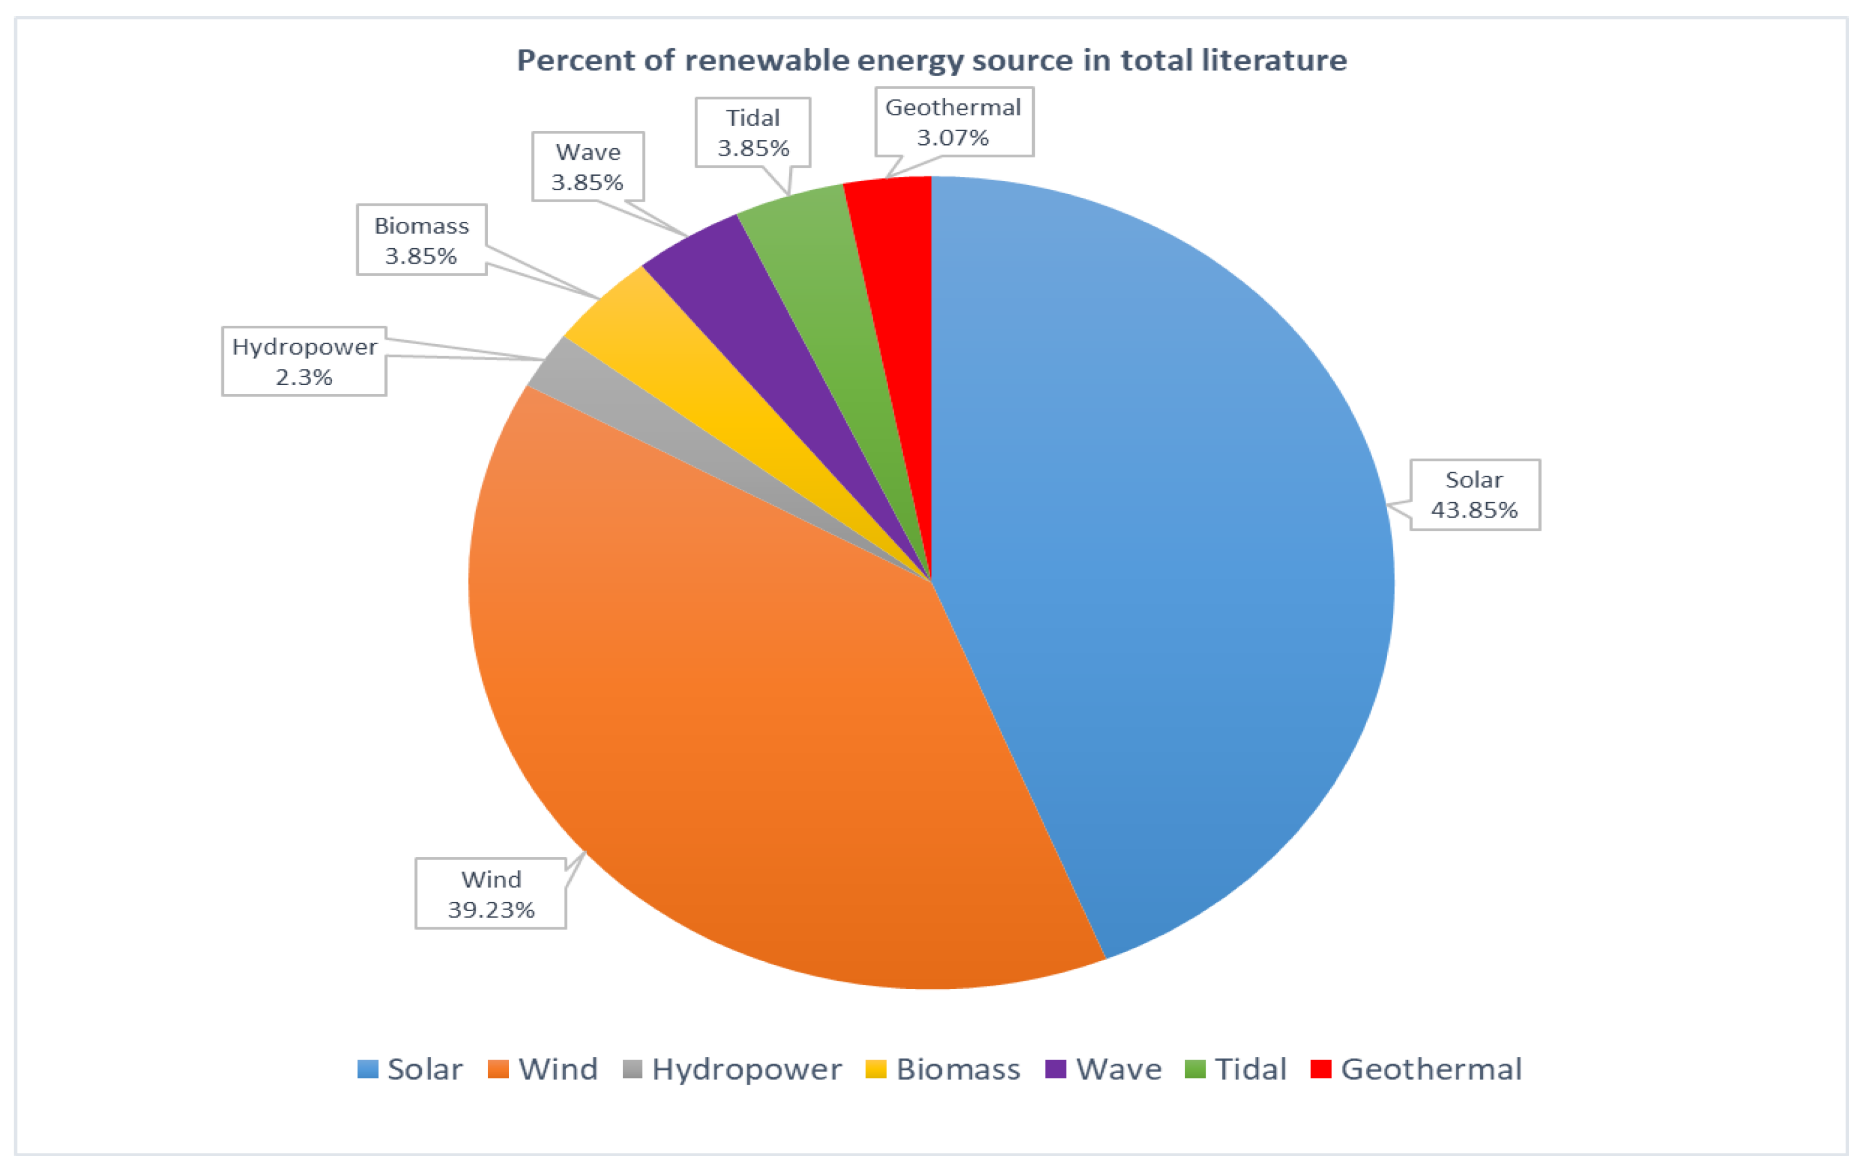 Percent of renewable energy source in total literature
Geothermal
3.07%
Tidal
3.85%
Wave
3.85%
Biomass
3.85%
Hydropower
2.3%
Solar
43.85%
Wind
39.23%
Solar Wind Hydropower Biomass Wave Tidal Geothermal